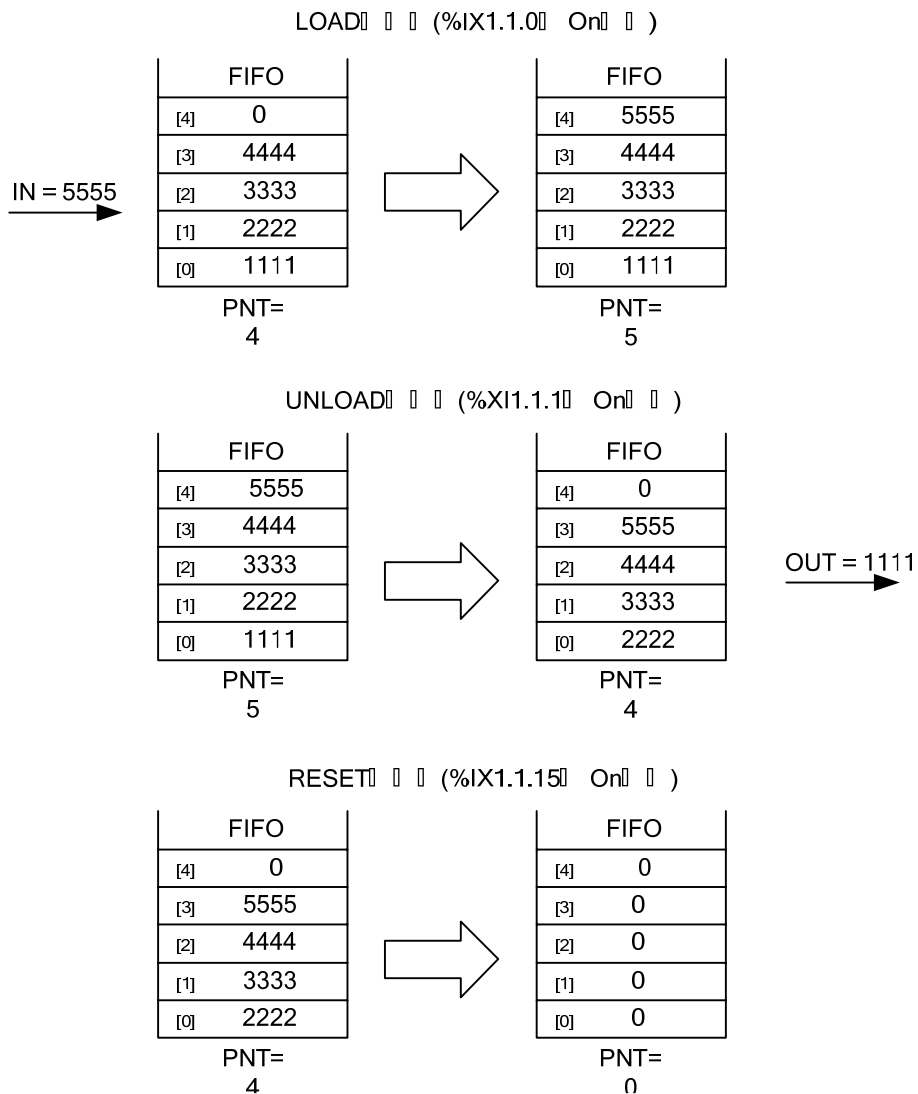 LOAD (%IX1.1.0 On )
FIFO
[4] 0
[3] 4444
[2] 3333
[1] 2222
[0] 1111
PNT=
4
IN = 5555
FIFO
[4] 5555
[3] 4444
[2] 3333
[1] 2222
[0] 1111
PNT=
5
UNLOAD (%XI1.1.1 On )
FIFO
[4] 5555
[3] 4444
[2] 3333
[1] 2222
[0] 1111
PNT=
5
FIFO
[4] 0
[3] 5555
[2] 4444
[1] 3333
[0] 2222
PNT=
4
OUT = 1111
RESET (%IX1.1.15 On )
FIFO
[4] 0
[3] 5555
[2] 4444
[1] 3333
[0] 2222
PNT=
4
FIFO
[4] 0
[3] 0
[2] 0
[1] 0
[0] 0
PNT=
0